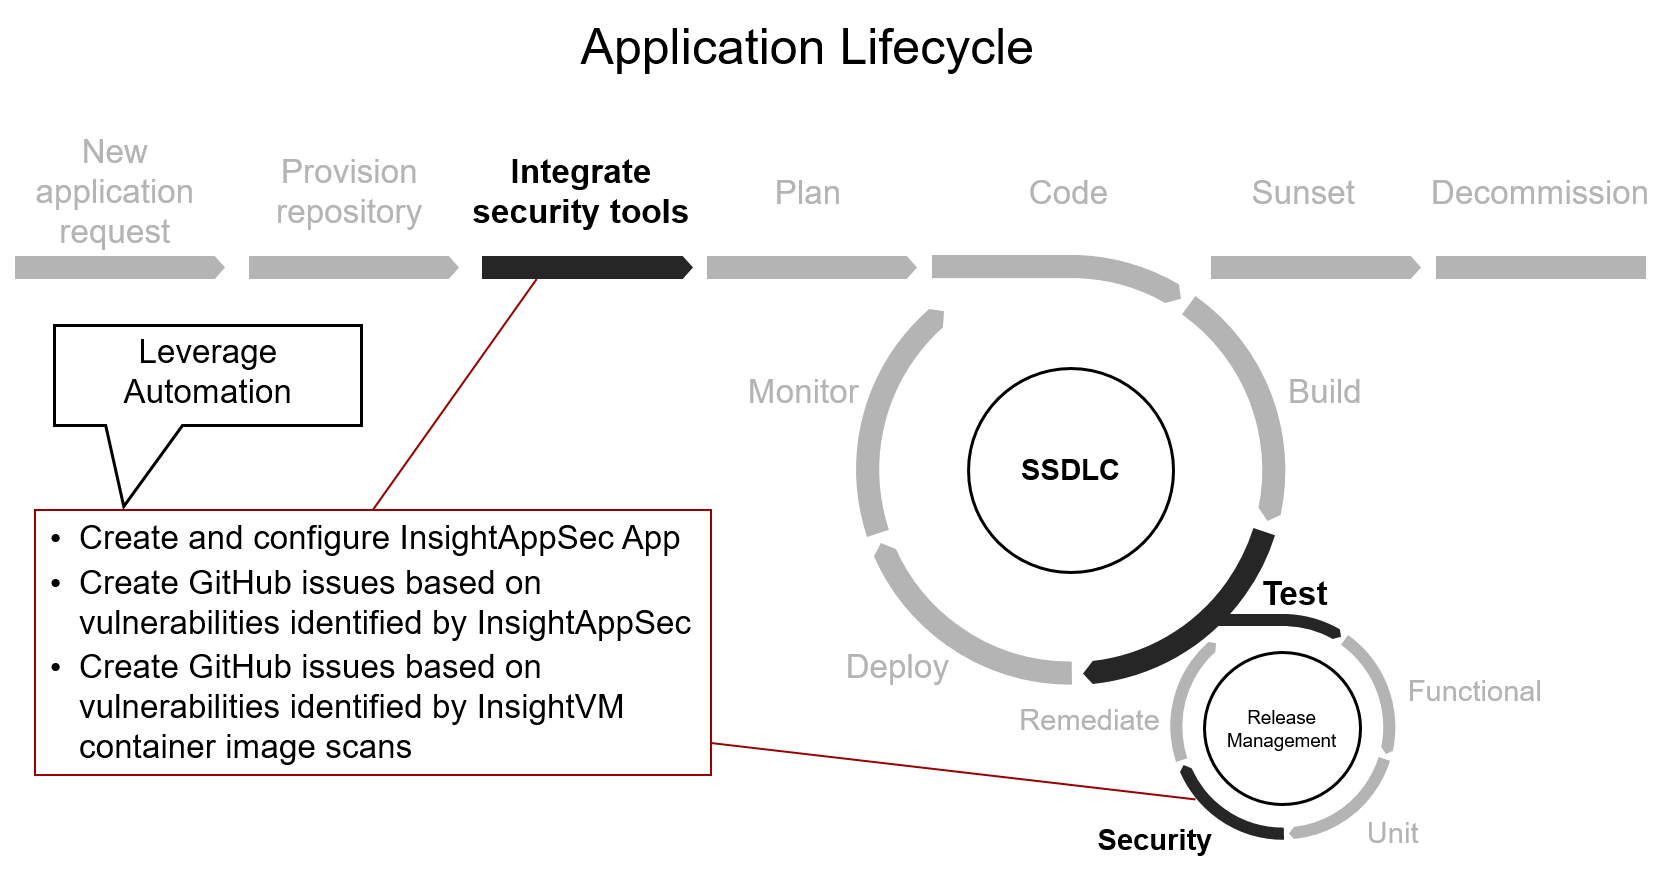 Application Lifecycle
New
application
request
Provision
repository
Integrate
security tools
Plan
Code
Sunset
Decommission
Leverage
Automation
Monitor
Build
SSDLC
• Create and configure InsightAppSec App
• Create GitHub issues based on
vulnerabilities identified by InsightAppSec
• Create GitHub issues based on
vulnerabilities identified by InsightVM
container image scans
Test
Deploy
Functional
Remediate
Release
Management
Security
Unit